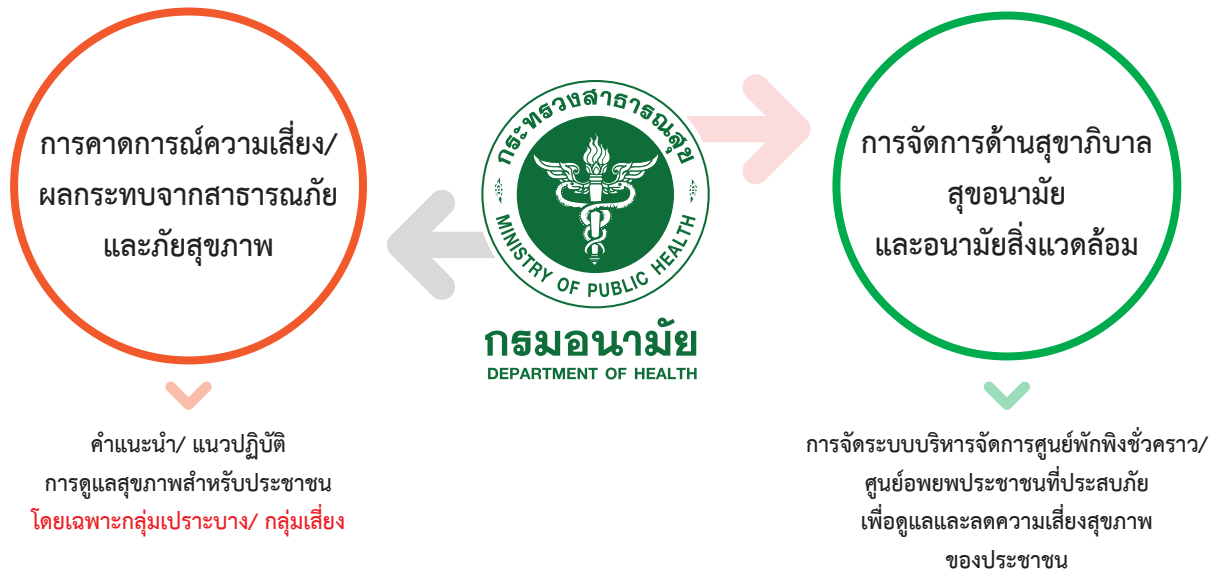 การคาดการณ์ความเสี่ยง/
ผลกระทบจากสาธารณภัย
และภัยสุขภาพ
คำแนะนำ/ แนวปฏิบัติ
การดูแลสุขภาพสำหรับประชาชน
โดยเฉพาะกลุ่มเปราะบาง/ กลุ่มเสี่ยง
กระทรวงสาธารณสุข
MINISTRY OF PUBLIC HEALTH
กรมอนามัย
DEPARTMENT OF HEALTH
การจัดการด้านสุขาภิบาล
สุขอนามัย
และอนามัยสิ่งแวดล้อม
การจัดระบบบริหารจัดการศูนย์พักพิงชั่วคราว/
ศูนย์อพยพประชาชนที่ประสบภัย
เพื่อดูแลและลดความเสี่ยงสุขภาพ
ของประชาชน